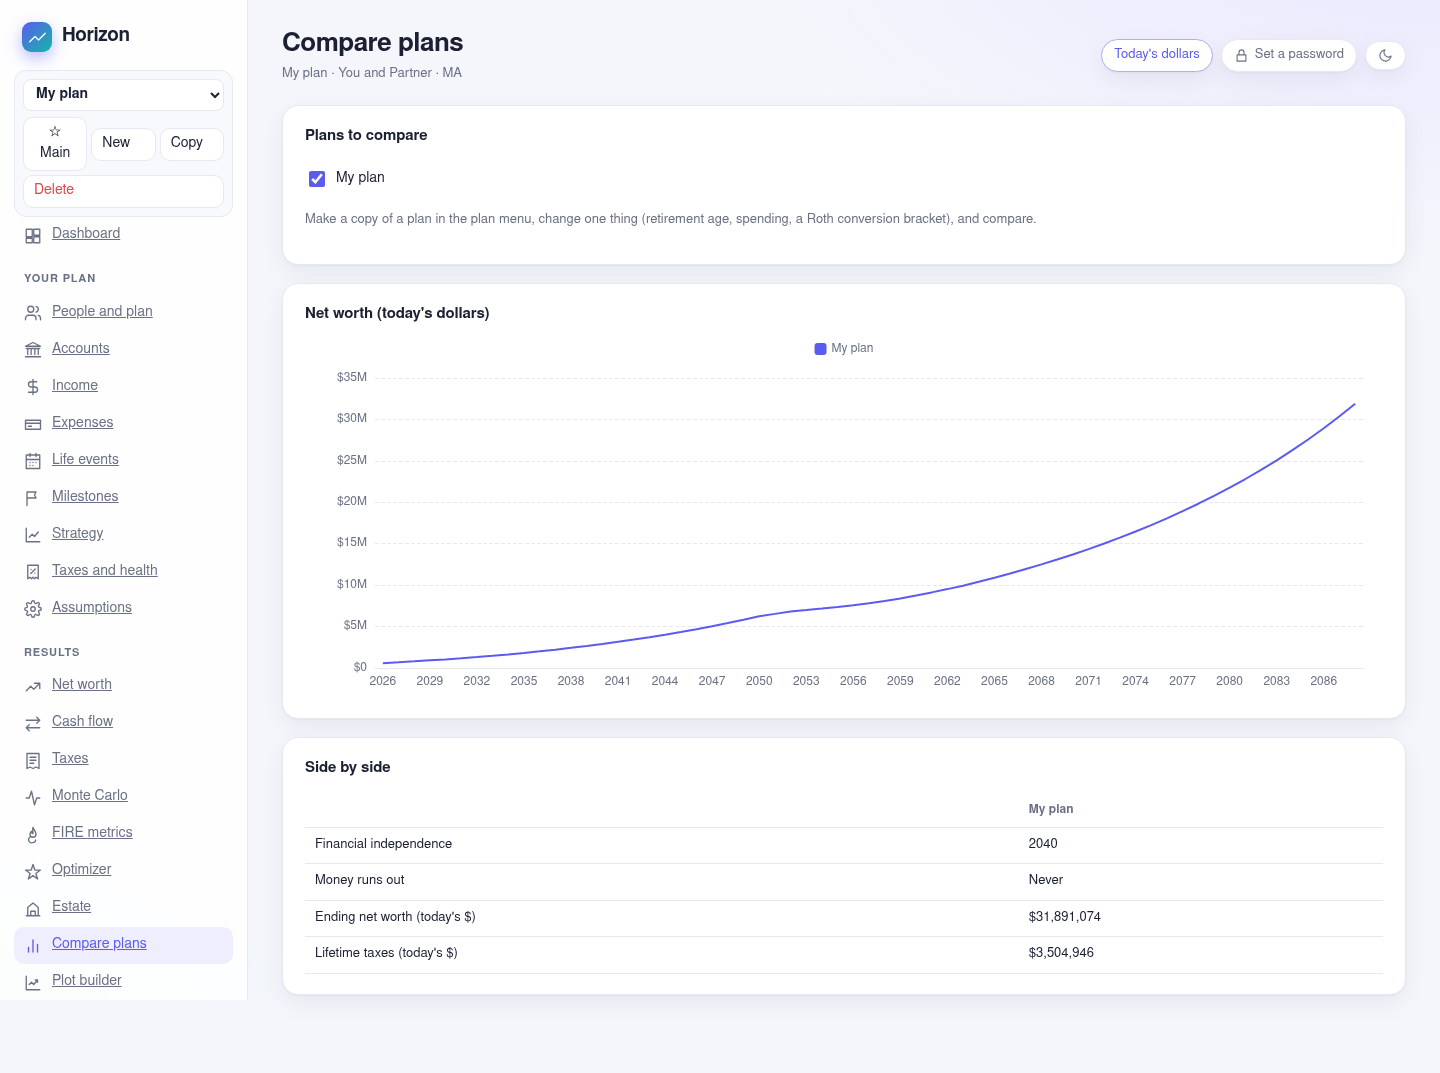 Horizon
My plan
Main
New
Copy
Delete
Dashboard
YOUR PLAN
People and plan
Accounts
Income
Expenses
Life events
Milestones
Strategy
Taxes and health
Assumptions
RESULTS
Net worth
Cash flow
Taxes
Monte Carlo
FIRE metrics
Optimizer
Estate
Compare plans
Plot builder
Compare plans
My plan · You and Partner · MA
Today's dollars
Set a password
Plans to compare
My plan
Make a copy of a plan in the plan menu, change one thing (retirement age, spending, a Roth conversion bracket), and compare.
Net worth (today's dollars)
My plan
$35M
$30M
$25M
$20M
$15M
$10M
$5M
$0
2026 2029 2032 2035 2038 2041 2044 2047 2050 2053 2056 2059 2062 2065 2068 2071 2074 2077 2080 2083 2086
Side by side
My plan
Financial independence 2040
Money runs out Never
Ending net worth (today's $) $31,891,074
Lifetime taxes (today's $) $3,504,946